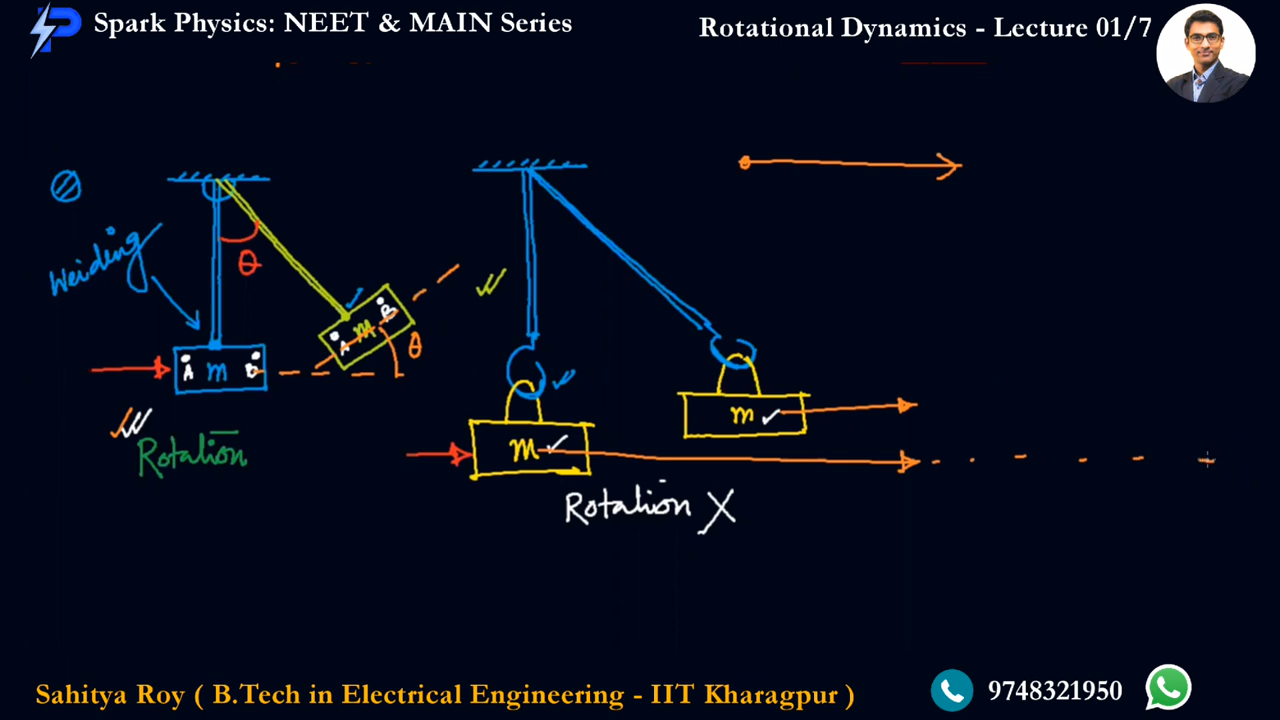 Spark Physics: NEET & MAIN Series
Rotational Dynamics - Lecture 01/7
Welding
θ
A m B
A m B
θ
Rotation
m
m
Rotation X
Sahitya Roy ( B.Tech in Electrical Engineering - IIT Kharagpur )
9748321950